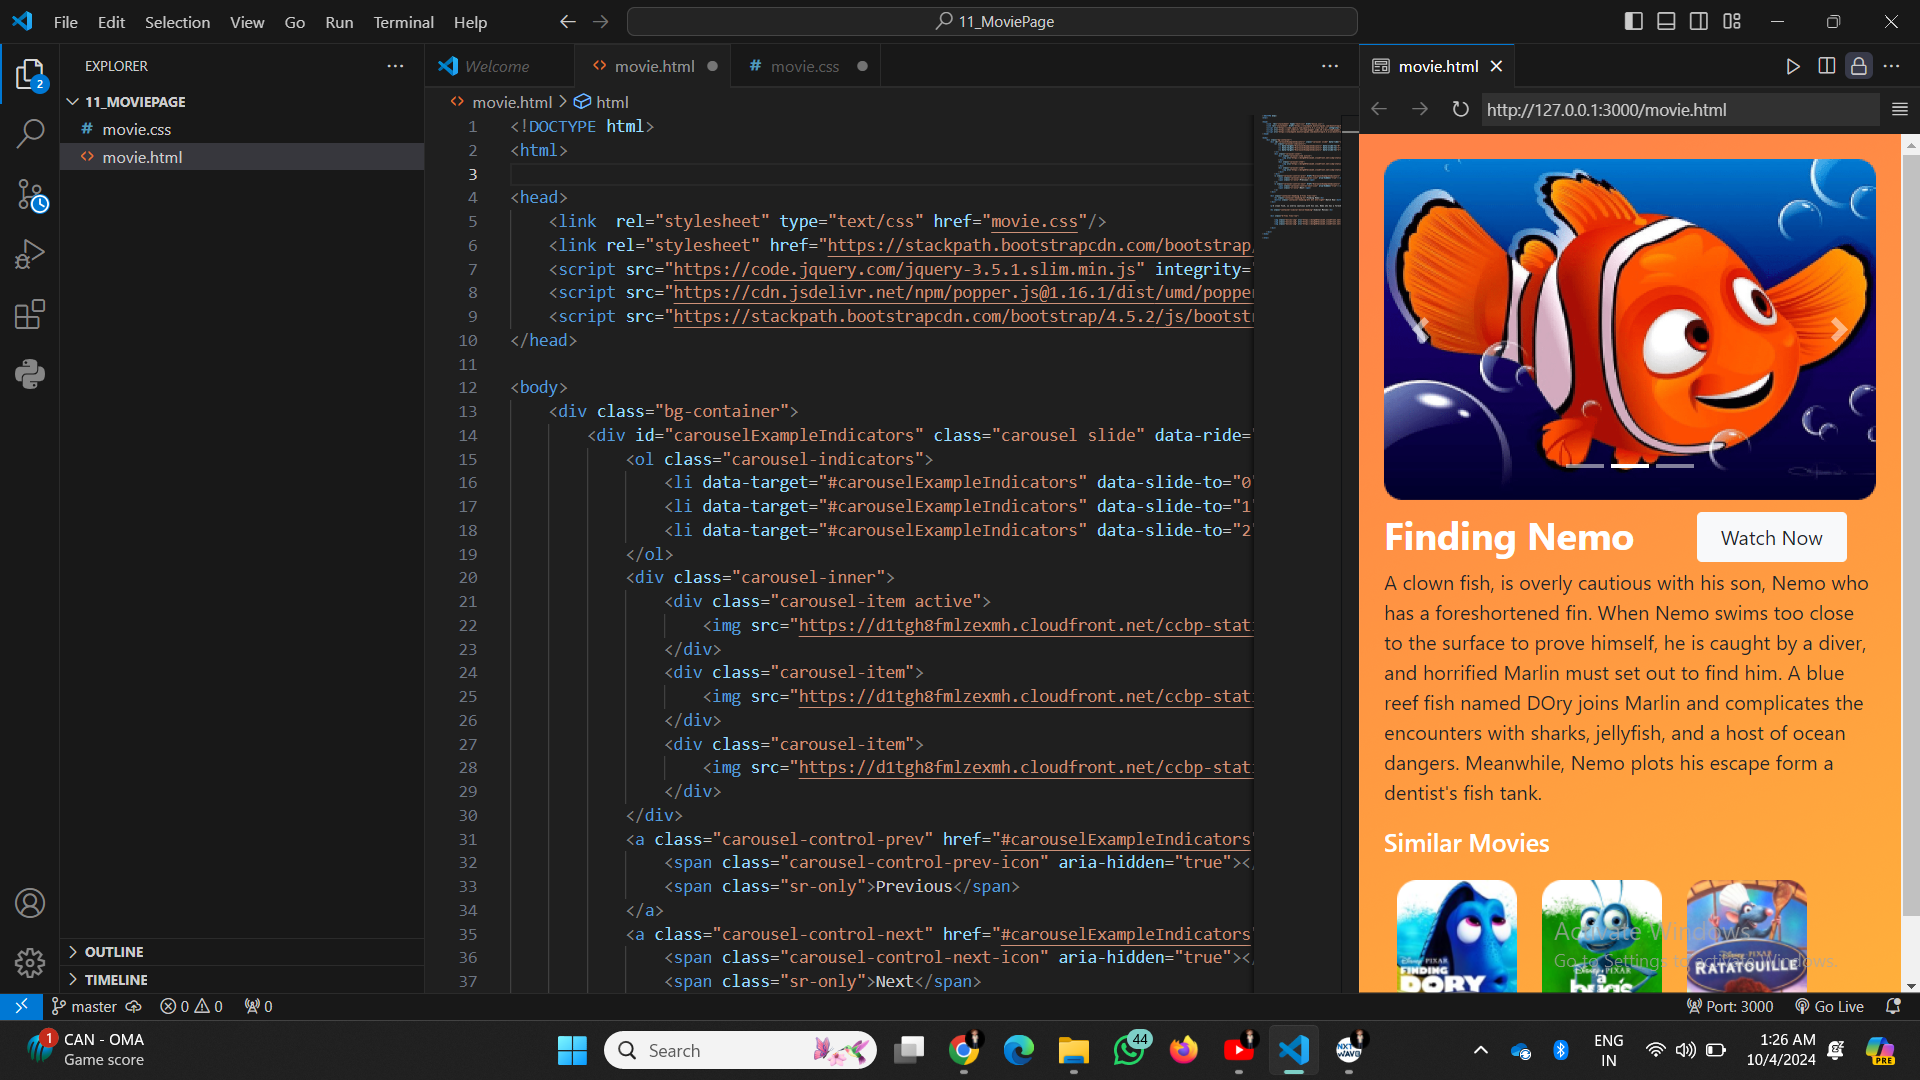 File Edit Selection View Go Run Terminal Help
11_MoviePage
2
EXPLORER
11_MOVIEPAGE
# movie.css
<> movie.html
OUTLINE
TIMELINE
Welcome
<> movie.html
# movie.css
<> movie.html > html
1 <!DOCTYPE html>
2 <html>
3
4 <head>
5 <link  rel="stylesheet" type="text/css" href="movie.css"/>
6 <link rel="stylesheet" href="https://stackpath.bootstrapcdn.com/bootstrap/
7 <script src="https://code.jquery.com/jquery-3.5.1.slim.min.js" integrity="
8 <script src="https://cdn.jsdelivr.net/npm/popper.js@1.16.1/dist/umd/popper
9 <script src="https://stackpath.bootstrapcdn.com/bootstrap/4.5.2/js/bootst
10 </head>
11
12 <body>
13 <div class="bg-container">
14 <div id="carouselExampleIndicators" class="carousel slide" data-ride="
15 <ol class="carousel-indicators">
16 <li data-target="#carouselExampleIndicators" data-slide-to="0"
17 <li data-target="#carouselExampleIndicators" data-slide-to="1"
18 <li data-target="#carouselExampleIndicators" data-slide-to="2"
19 </ol>
20 <div class="carousel-inner">
21 <div class="carousel-item active">
22 <img src="https://d1tgh8fmlzexmh.cloudfront.net/ccbp-stat
23 </div>
24 <div class="carousel-item">
25 <img src="https://d1tgh8fmlzexmh.cloudfront.net/ccbp-stat
26 </div>
27 <div class="carousel-item">
28 <img src="https://d1tgh8fmlzexmh.cloudfront.net/ccbp-stat
29 </div>
30 </div>
31 <a class="carousel-control-prev" href="#carouselExampleIndicators"
32 <span class="carousel-control-prev-icon" aria-hidden="true"></
33 <span class="sr-only">Previous</span>
34 </a>
35 <a class="carousel-control-next" href="#carouselExampleIndicators"
36 <span class="carousel-control-next-icon" aria-hidden="true"></
37 <span class="sr-only">Next</span>
movie.html
http://127.0.0.1:3000/movie.html
Finding Nemo
Watch Now
A clown fish, is overly cautious with his son, Nemo who
has a foreshortened fin. When Nemo swims too close
to the surface to prove himself, he is caught by a diver,
and horrified Marlin must set out to find him. A blue
reef fish named DOry joins Marlin and complicates the
encounters with sharks, jellyfish, and a host of ocean
dangers. Meanwhile, Nemo plots his escape form a
dentist's fish tank.
Similar Movies
Disney PIXAR
FINDING
DORY
Disney PIXAR
a bug's
RATATOUILLE
Activate Windows
Go to Settings to activate Windows.
master
0 0
0
Port: 3000
Go Live
1
CAN - OMA
Game score
Search
44
NXT
WAVE
ENG
IN
1:26 AM
10/4/2024
PRE